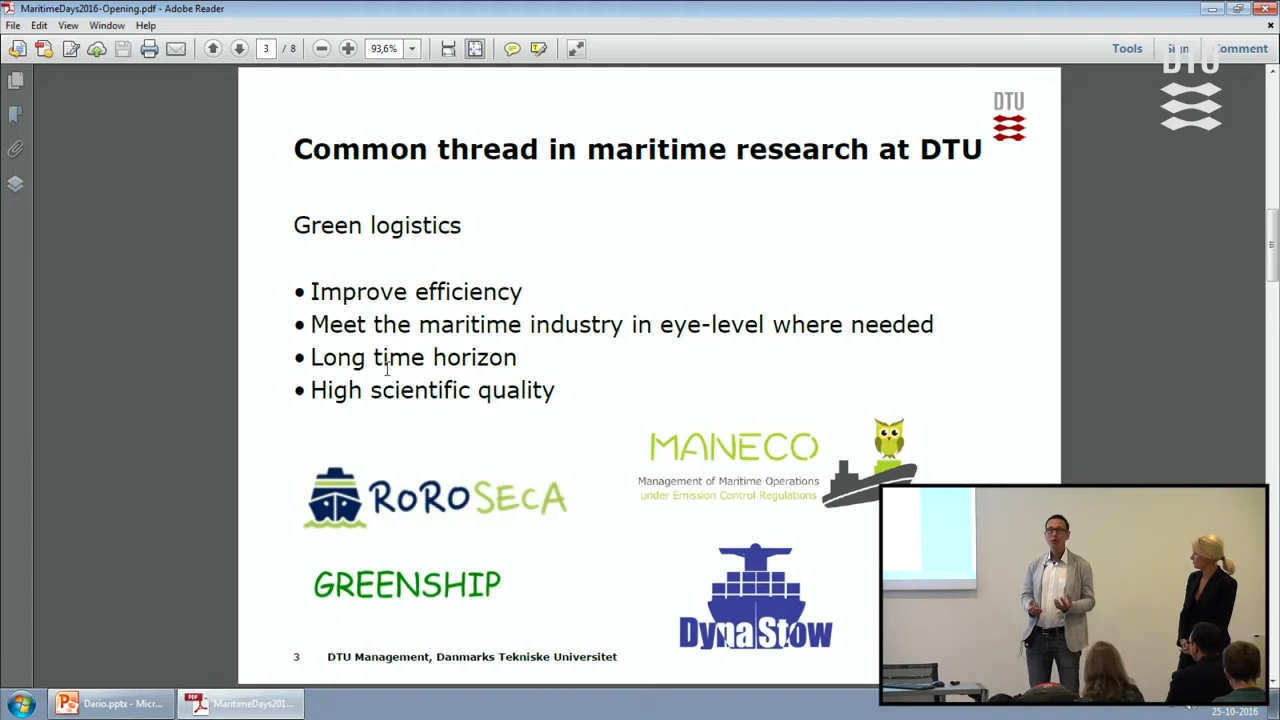 MaritimeDays2016-Opening.pdf - Adobe Reader
File Edit View Window Help
3 / 8 93,6% Tools Sign Comment
DTU
DTU
Common thread in maritime research at DTU
Green logistics
• Improve efficiency
• Meet the maritime industry in eye-level where needed
• Long time horizon
• High scientific quality
MANECO
Management of Maritime Operations
under Emission Control Regulations
RoRoSECA
GREENSHIP
DynaStow
3 DTU Management, Danmarks Tekniske Universitet
Dario.pptx - Micr...
PDF
MaritimeDays201...
25-10-2016